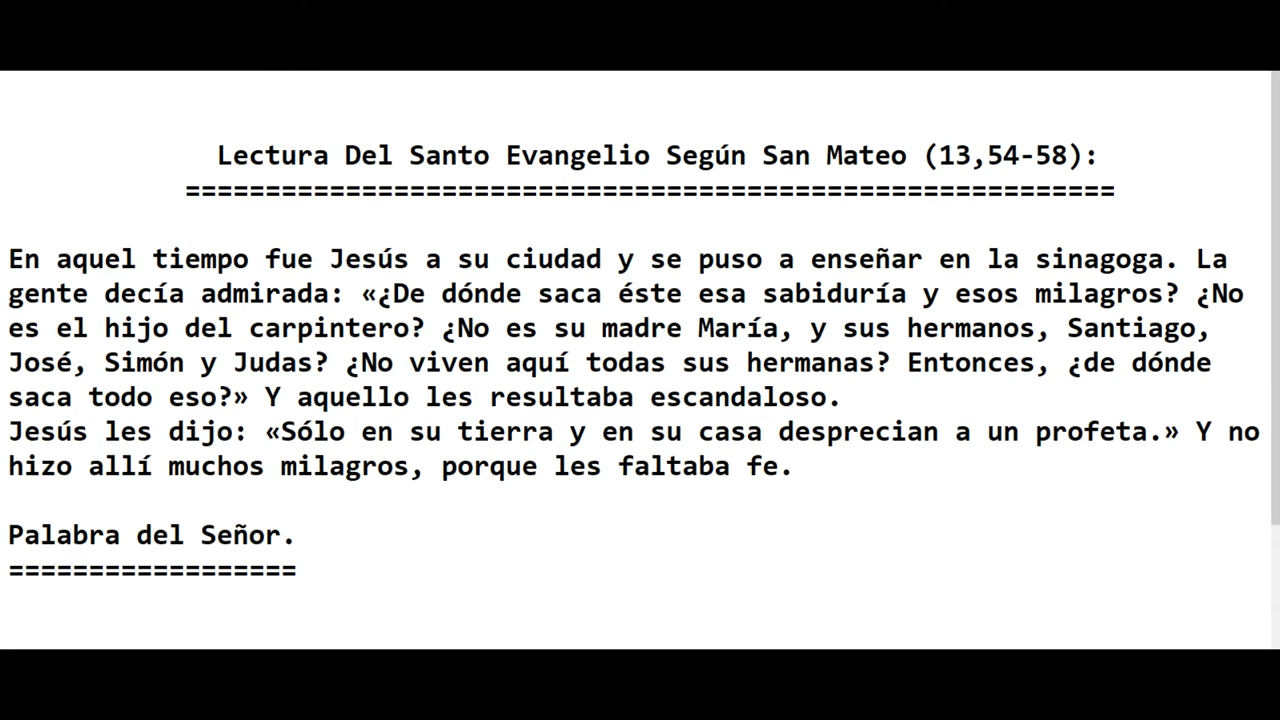 Lectura Del Santo Evangelio Según San Mateo (13,54-58):
==========================================================
En aquel tiempo fue Jesús a su ciudad y se puso a enseñar en la sinagoga. La
gente decía admirada: «¿De dónde saca éste esa sabiduría y esos milagros? ¿No
es el hijo del carpintero? ¿No es su madre María, y sus hermanos, Santiago,
José, Simón y Judas? ¿No viven aquí todas sus hermanas? Entonces, ¿de dónde
saca todo eso?» Y aquello les resultaba escandaloso.
Jesús les dijo: «Sólo en su tierra y en su casa desprecian a un profeta.» Y no
hizo allí muchos milagros, porque les faltaba fe.
Palabra del Señor.
==================